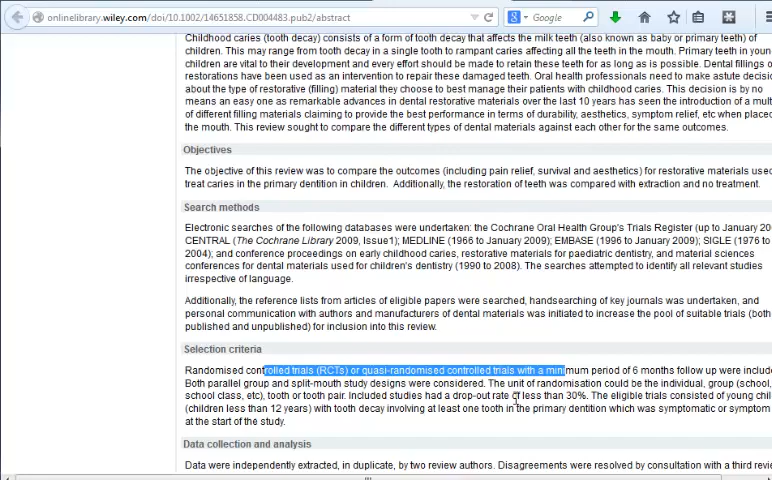 onlinelibrary.wiley.com/doi/10.1002/14651858.CD004483.pub2/abstract
Google
Childhood caries (tooth decay) consists of a form of tooth decay that affects the milk teeth (also known as baby or primary teeth) of
children. This may range from tooth decay in a single tooth to rampant caries affecting all the teeth in the mouth. Primary teeth in youn
children are vital to their development and every effort should be made to retain these teeth for as long as is possible. Dental fillings o
restorations have been used as an intervention to repair these damaged teeth. Oral health professionals need to make astute decisio
about the type of restorative (filling) material they choose to best manage their patients with childhood caries. This decision is by no
means an easy one as remarkable advances in dental restorative materials over the last 10 years has seen the introduction of a mult
of different filling materials claiming to provide the best performance in terms of durability, aesthetics, symptom relief, etc when placed
the mouth. This review sought to compare the different types of dental materials against each other for the same outcomes.
Objectives
The objective of this review was to compare the outcomes (including pain relief, survival and aesthetics) for restorative materials used
treat caries in the primary dentition in children. Additionally, the restoration of teeth was compared with extraction and no treatment.
Search methods
Electronic searches of the following databases were undertaken: the Cochrane Oral Health Group's Trials Register (up to January 20
CENTRAL (The Cochrane Library 2009, Issue1); MEDLINE (1966 to January 2009); EMBASE (1996 to January 2009); SIGLE (1976 to
2004); and conference proceedings on early childhood caries, restorative materials for paediatric dentistry, and material sciences
conferences for dental materials used for children's dentistry (1990 to 2008). The searches attempted to identify all relevant studies
irrespective of language.
Additionally, the reference lists from articles of eligible papers were searched, handsearching of key journals was undertaken, and
personal communication with authors and manufacturers of dental materials was initiated to increase the pool of suitable trials (both
published and unpublished) for inclusion into this review.
Selection criteria
Randomised controlled trials (RCTs) or quasi-randomised controlled trials with a minimum period of 6 months follow up were include
Both parallel group and split-mouth study designs were considered. The unit of randomisation could be the individual, group (school,
school class, etc), tooth or tooth pair. Included studies had a drop-out rate of less than 30%. The eligible trials consisted of young chil
(children less than 12 years) with tooth decay involving at least one tooth in the primary dentition which was symptomatic or symptom
at the start of the study.
Data collection and analysis
Data were independently extracted, in duplicate, by two review authors. Disagreements were resolved by consultation with a third revie